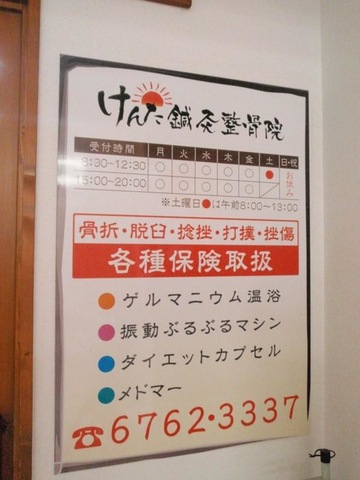 けんた鍼灸整骨院
受付時間 月 火 水 木 金 土 日・祝
8:30~12:30 ○ ○ ○ ○ ○ ● お休み
15:00~20:00 ○ ○ ○ ○ ○
※土曜日●は午前8:00~13:00
骨折・脱臼・捻挫・打撲・挫傷
各種保険取扱
ゲルマニウム温浴
振動ぶるぶるマシン
ダイエットカプセル
メドマー
☎6762・3337